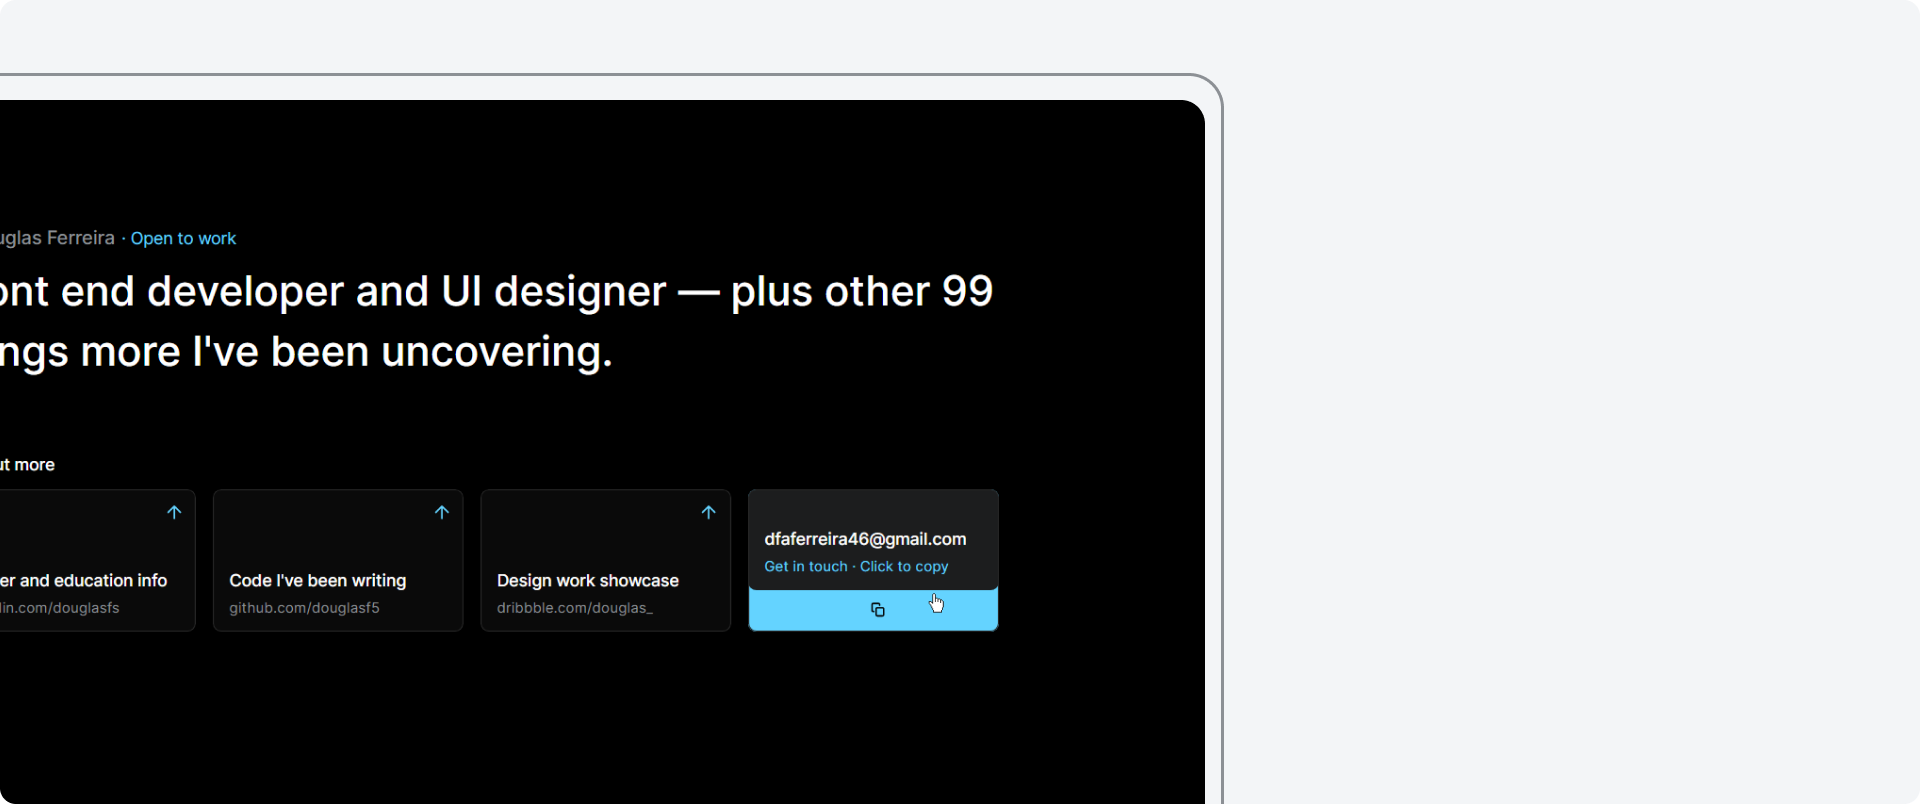 uglas Ferreira · Open to work
ont end developer and UI designer — plus other 99
ngs more I've been uncovering.
ut more
er and education info
din.com/douglasfs
Code I've been writing
github.com/douglasf5
Design work showcase
dribbble.com/douglas_
dfaferreira46@gmail.com
Get in touch · Click to copy